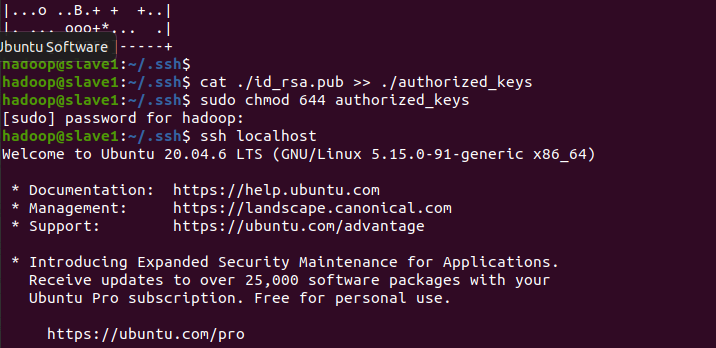 |...o ..B.+ +  +..|
|. ... ooo+*...  .|
Ubuntu Software -----+
hadoop@slave1:~/.ssh$
hadoop@slave1:~/.ssh$ cat ./id_rsa.pub >> ./authorized_keys
hadoop@slave1:~/.ssh$ sudo chmod 644 authorized_keys
[sudo] password for hadoop:
hadoop@slave1:~/.ssh$ ssh localhost
Welcome to Ubuntu 20.04.6 LTS (GNU/Linux 5.15.0-91-generic x86_64)
 * Documentation:  https://help.ubuntu.com
 * Management:     https://landscape.canonical.com
 * Support:        https://ubuntu.com/advantage
 * Introducing Expanded Security Maintenance for Applications.
   Receive updates to over 25,000 software packages with your
   Ubuntu Pro subscription. Free for personal use.
     https://ubuntu.com/pro